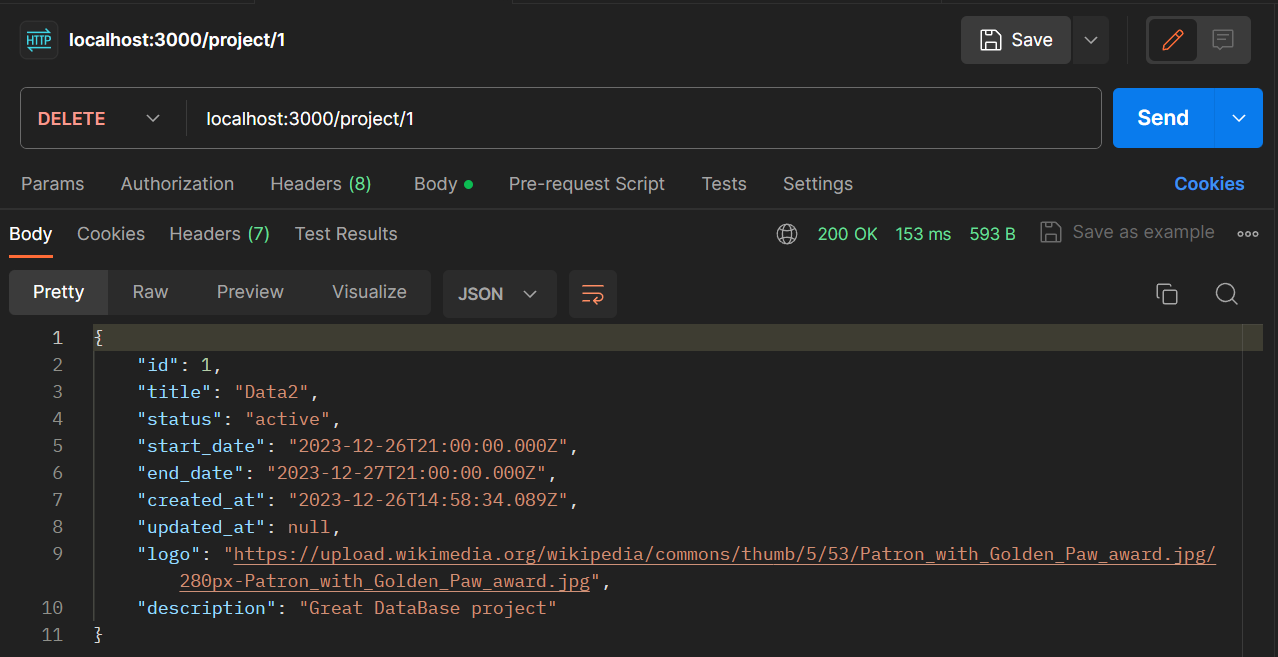 HTTP localhost:3000/project/1 Save
DELETE localhost:3000/project/1 Send
Params Authorization Headers (8) Body Pre-request Script Tests Settings Cookies
Body Cookies Headers (7) Test Results 200 OK 153 ms 593 B Save as example
Pretty Raw Preview Visualize JSON
1 {
2 "id": 1,
3 "title": "Data2",
4 "status": "active",
5 "start_date": "2023-12-26T21:00:00.000Z",
6 "end_date": "2023-12-27T21:00:00.000Z",
7 "created_at": "2023-12-26T14:58:34.089Z",
8 "updated_at": null,
9 "logo": "https://upload.wikimedia.org/wikipedia/commons/thumb/5/53/Patron_with_Golden_Paw_award.jpg/
280px-Patron_with_Golden_Paw_award.jpg",
10 "description": "Great DataBase project"
11 }